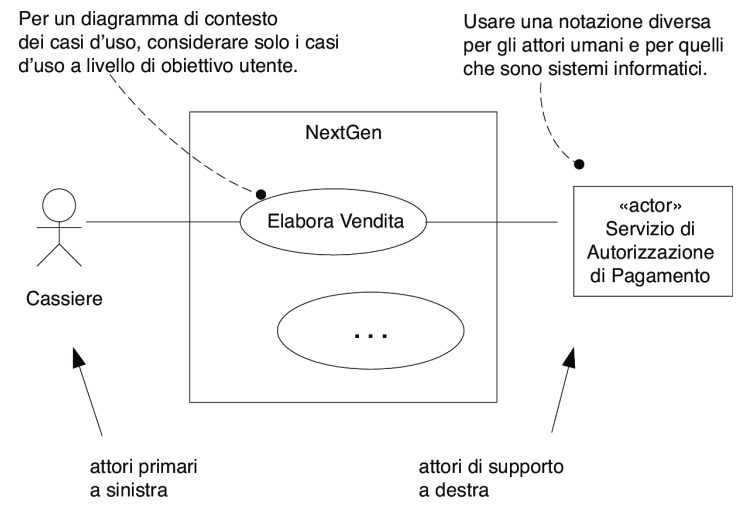 Per un diagramma di contesto
dei casi d'uso, considerare solo i casi
d'uso a livello di obiettivo utente.
Usare una notazione diversa
per gli attori umani e per quelli
che sono sistemi informatici.
NextGen
Elabora Vendita
«actor»
Servizio di
Autorizzazione
di Pagamento
Cassiere
. . .
attori primari
a sinistra
attori di supporto
a destra